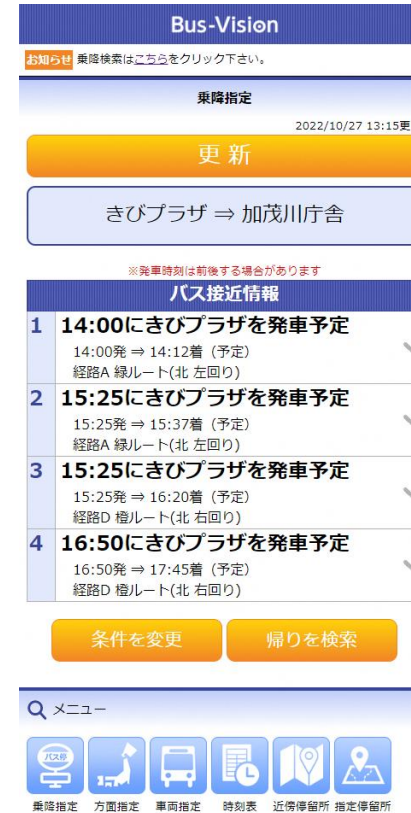 Bus-Vision
お知らせ 乗降検索はこちらをクリック下さい。
乗降指定
2022/10/27 13:15更
更 新
きびプラザ ⇒ 加茂川庁舎
※発車時刻は前後する場合があります
バス接近情報
1 14:00にきびプラザを発車予定
14:00発 ⇒ 14:12着 (予定)
経路A 緑ルート(北 左回り)
2 15:25にきびプラザを発車予定
15:25発 ⇒ 15:37着 (予定)
経路A 緑ルート(北 左回り)
3 15:25にきびプラザを発車予定
15:25発 ⇒ 16:20着 (予定)
経路D 橙ルート(北 右回り)
4 16:50にきびプラザを発車予定
16:50発 ⇒ 17:45着 (予定)
経路D 橙ルート(北 右回り)
条件を変更 帰りを検索
メニュー
バス停
乗降指定 方面指定 車両指定 時刻表 近傍停留所 指定停留所